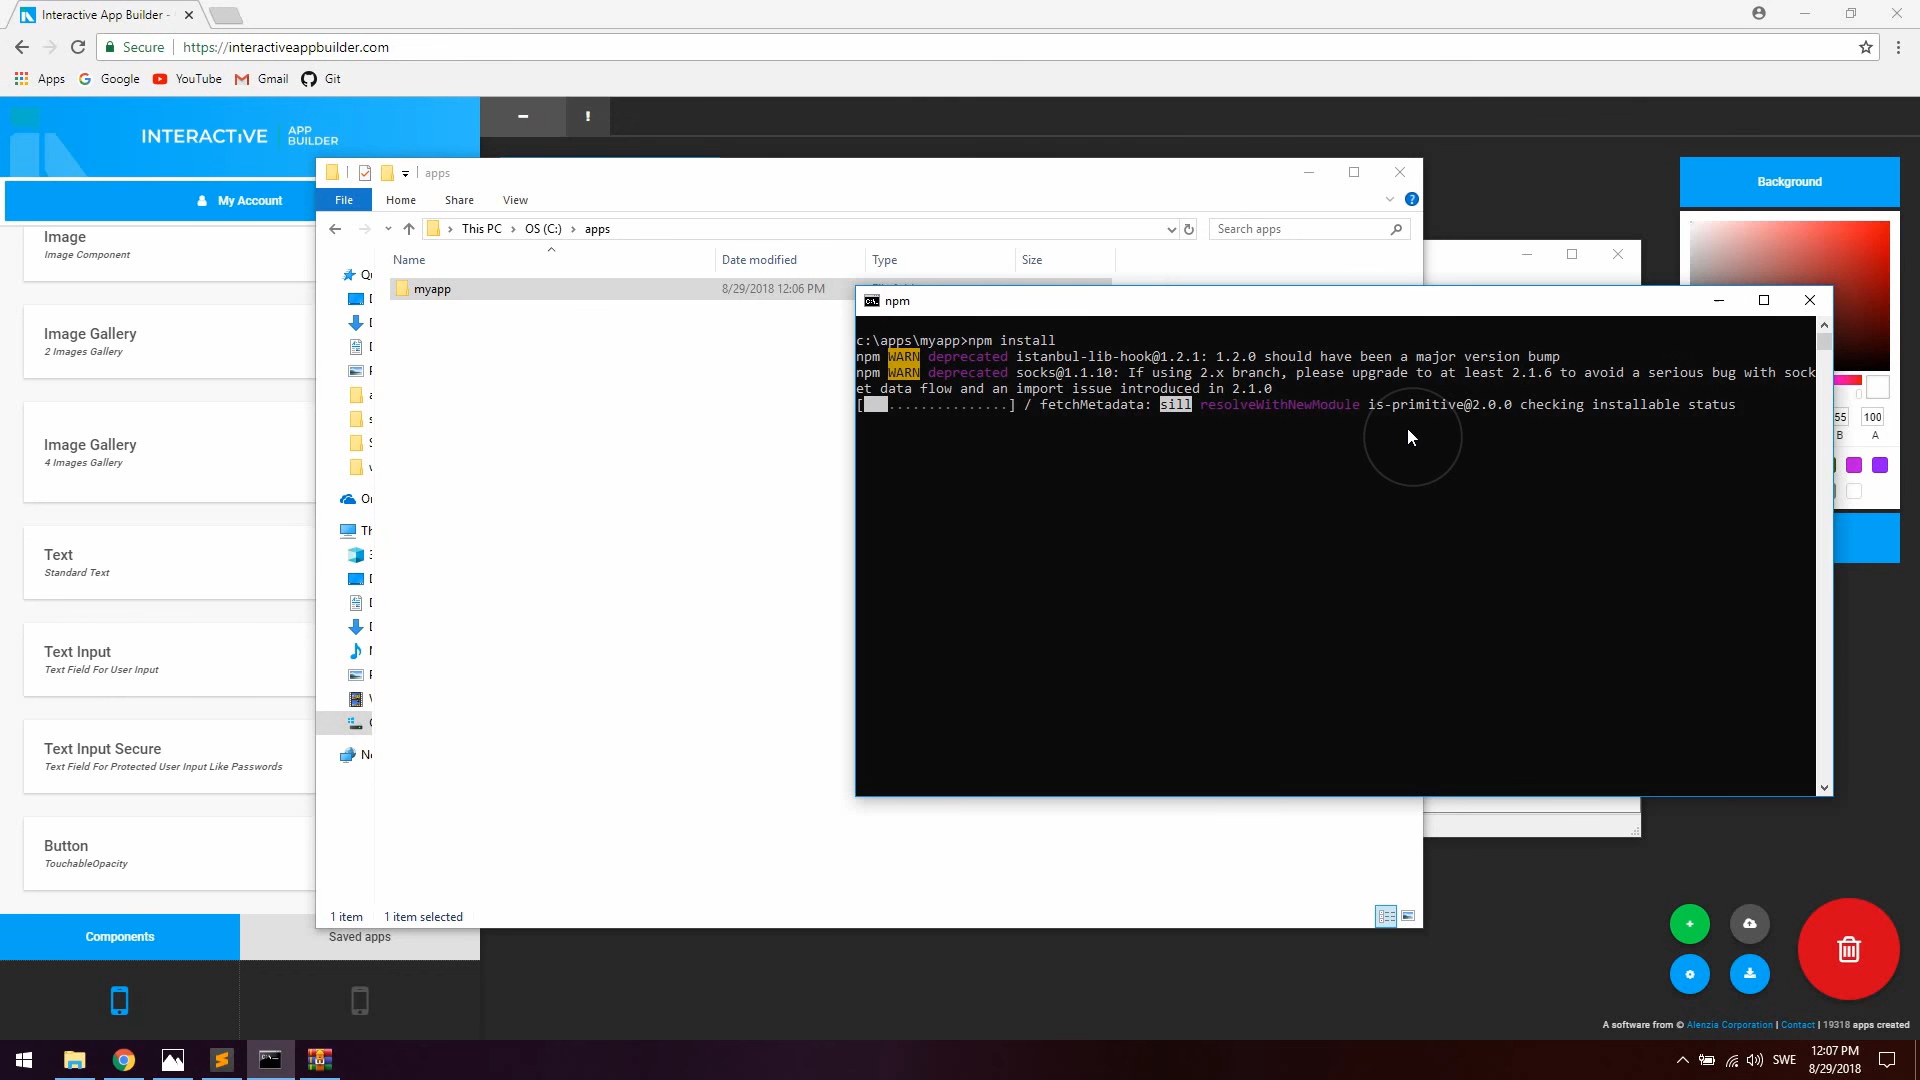 Interactive App Builder -
Secure
https://interactiveappbuilder.com
Apps
Google
YouTube
Gmail
Git
INTERACTIVE
APP
BUILDER
My Account
Image
Image Component
Image Gallery
2 Images Gallery
Image Gallery
4 Images Gallery
Text
Standard Text
Text Input
Text Field For User Input
Text Input Secure
Text Field For Protected User Input Like Passwords
Button
TouchableOpacity
Components
Saved apps
apps
File
Home
Share
View
This PC
OS (C:)
apps
Search apps
Name
Date modified
Type
Size
myapp
8/29/2018 12:06 PM
1 item
1 item selected
npm
c:\apps\myapp>npm install
npm WARN deprecated istanbul-lib-hook@1.2.1: 1.2.0 should have been a major version bump
npm WARN deprecated socks@1.1.10: If using 2.x branch, please upgrade to at least 2.1.6 to avoid a serious bug with sock
et data flow and an import issue introduced in 2.1.0
[ ...............] / fetchMetadata: sill resolveWithNewModule is-primitive@2.0.0 checking installable status
Background
55
100
B
A
A software from © Alenzia Corporation | Contact | 19318 apps created
SWE
12:07 PM
8/29/2018